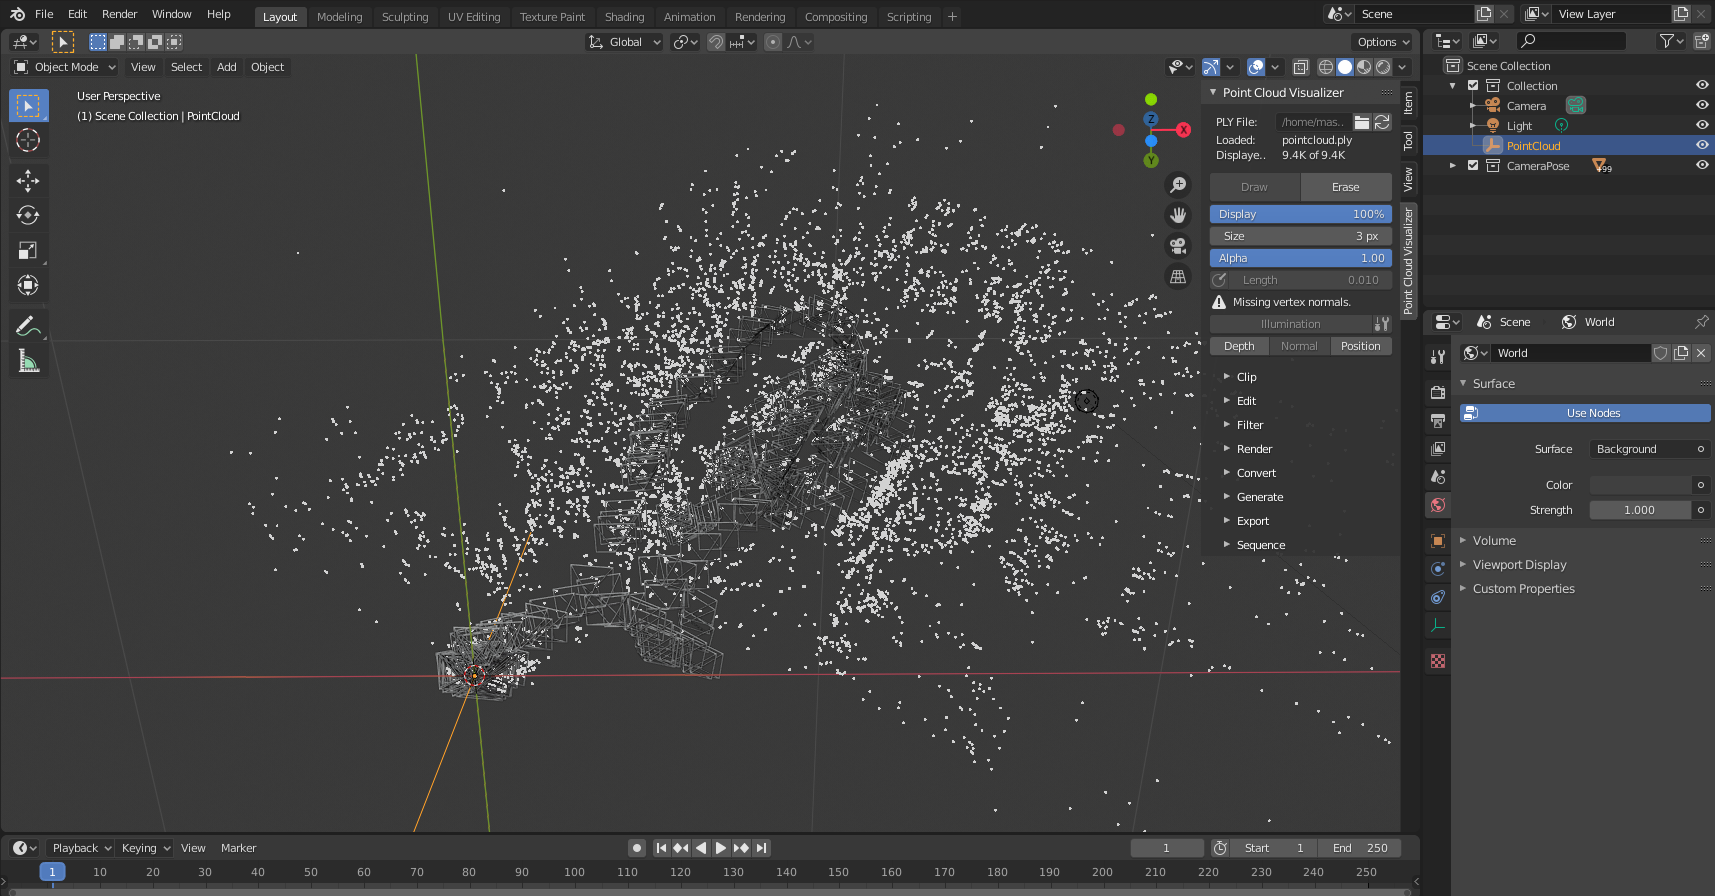 File Edit Render Window Help Layout Modeling Sculpting UV Editing Texture Paint Shading Animation Rendering Compositing Scripting + Scene View Layer
Global Options
Object Mode View Select Add Object
User Perspective
(1) Scene Collection | PointCloud
Z
X
Y
Point Cloud Visualizer
PLY File: /home/mas..
Loaded: pointcloud.ply
Displaye.. 9.4K of 9.4K
Draw Erase
Display 100%
Size 3 px
Alpha 1.00
Length 0.010
Missing vertex normals.
Illumination
Depth Normal Position
Clip
Edit
Filter
Render
Convert
Generate
Export
Sequence
Item
Tool
View
Point Cloud Visualizer
Scene Collection
Collection
Camera
Light
PointCloud
CameraPose 99
Scene World
World
Surface
Use Nodes
Surface Background
Color
Strength 1.000
Volume
Viewport Display
Custom Properties
Playback Keying View Marker 1 Start 1 End 250
1 10 20 30 40 50 60 70 80 90 100 110 120 130 140 150 160 170 180 190 200 210 220 230 240 250